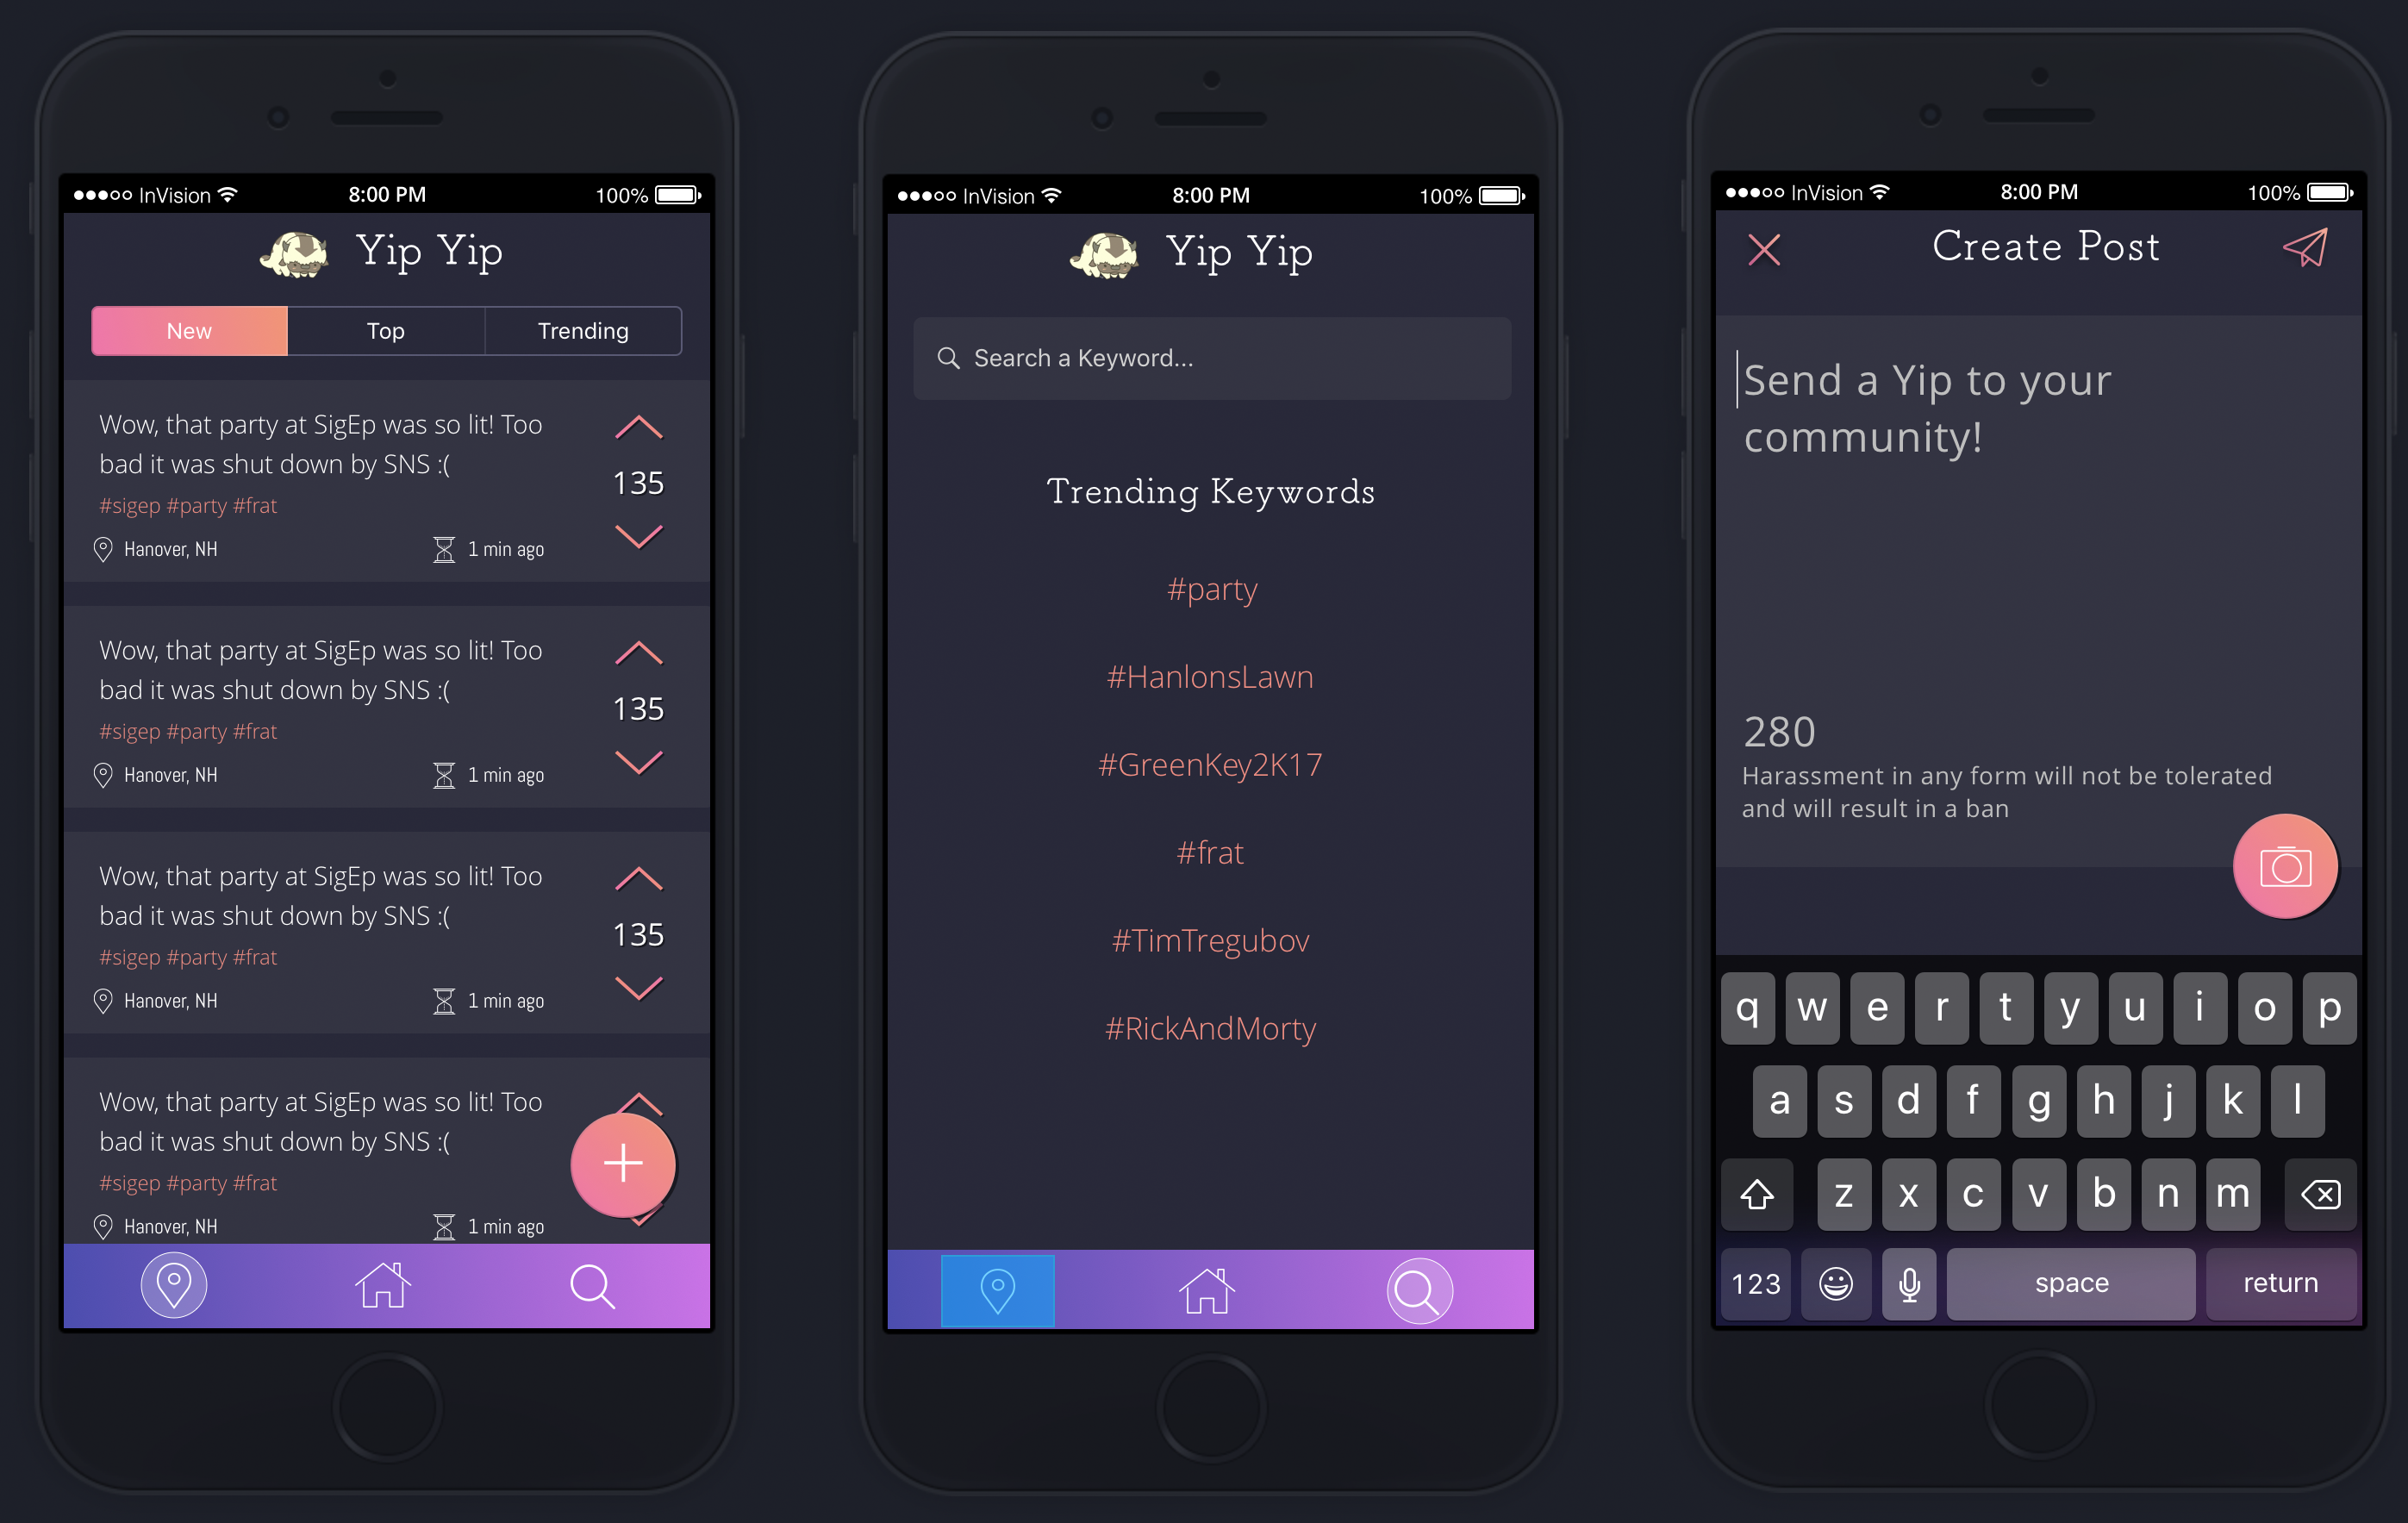 InVision 8:00 PM 100%
Yip Yip
New Top Trending
Wow, that party at SigEp was so lit! Too
bad it was shut down by SNS :(
#sigep #party #frat
Hanover, NH 1 min ago
135
Wow, that party at SigEp was so lit! Too
bad it was shut down by SNS :(
#sigep #party #frat
Hanover, NH 1 min ago
135
Wow, that party at SigEp was so lit! Too
bad it was shut down by SNS :(
#sigep #party #frat
Hanover, NH 1 min ago
135
Wow, that party at SigEp was so lit! Too
bad it was shut down by SNS :(
#sigep #party #frat
Hanover, NH 1 min ago
InVision 8:00 PM 100%
Yip Yip
Search a Keyword...
Trending Keywords
#party
#HanlonsLawn
#GreenKey2K17
#frat
#TimTregubov
#RickAndMorty
InVision 8:00 PM 100%
Create Post
Send a Yip to your
community!
280
Harassment in any form will not be tolerated
and will result in a ban
q w e r t y u i o p
a s d f g h j k l
z x c v b n m
123 space return